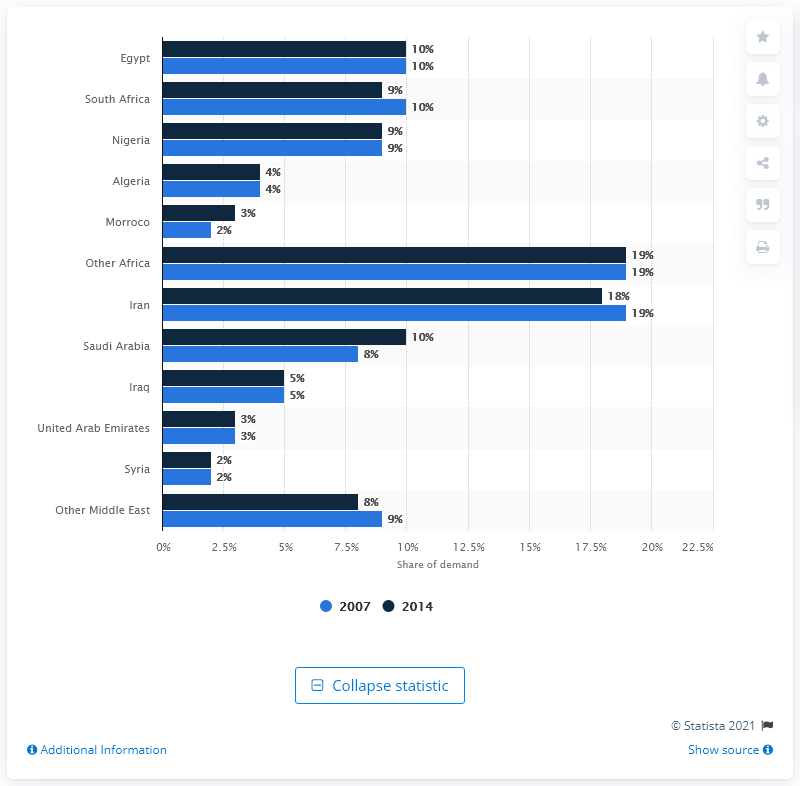 Egypt 10%
10%
South Africa 9%
10%
Nigeria 9%
9%
Algeria 4%
4%
Morroco 3%
2%
Other Africa 19%
19%
Iran 18%
19%
Saudi Arabia 10%
8%
Iraq 5%
5%
United Arab Emirates 3%
3%
Syria 2%
2%
Other Middle East 8%
9%
0% 2.5% 5% 7.5% 10% 12.5% 15% 17.5% 20% 22.5%
Share of demand
2007 2014
Collapse statistic
© Statista 2021
Additional Information Show source